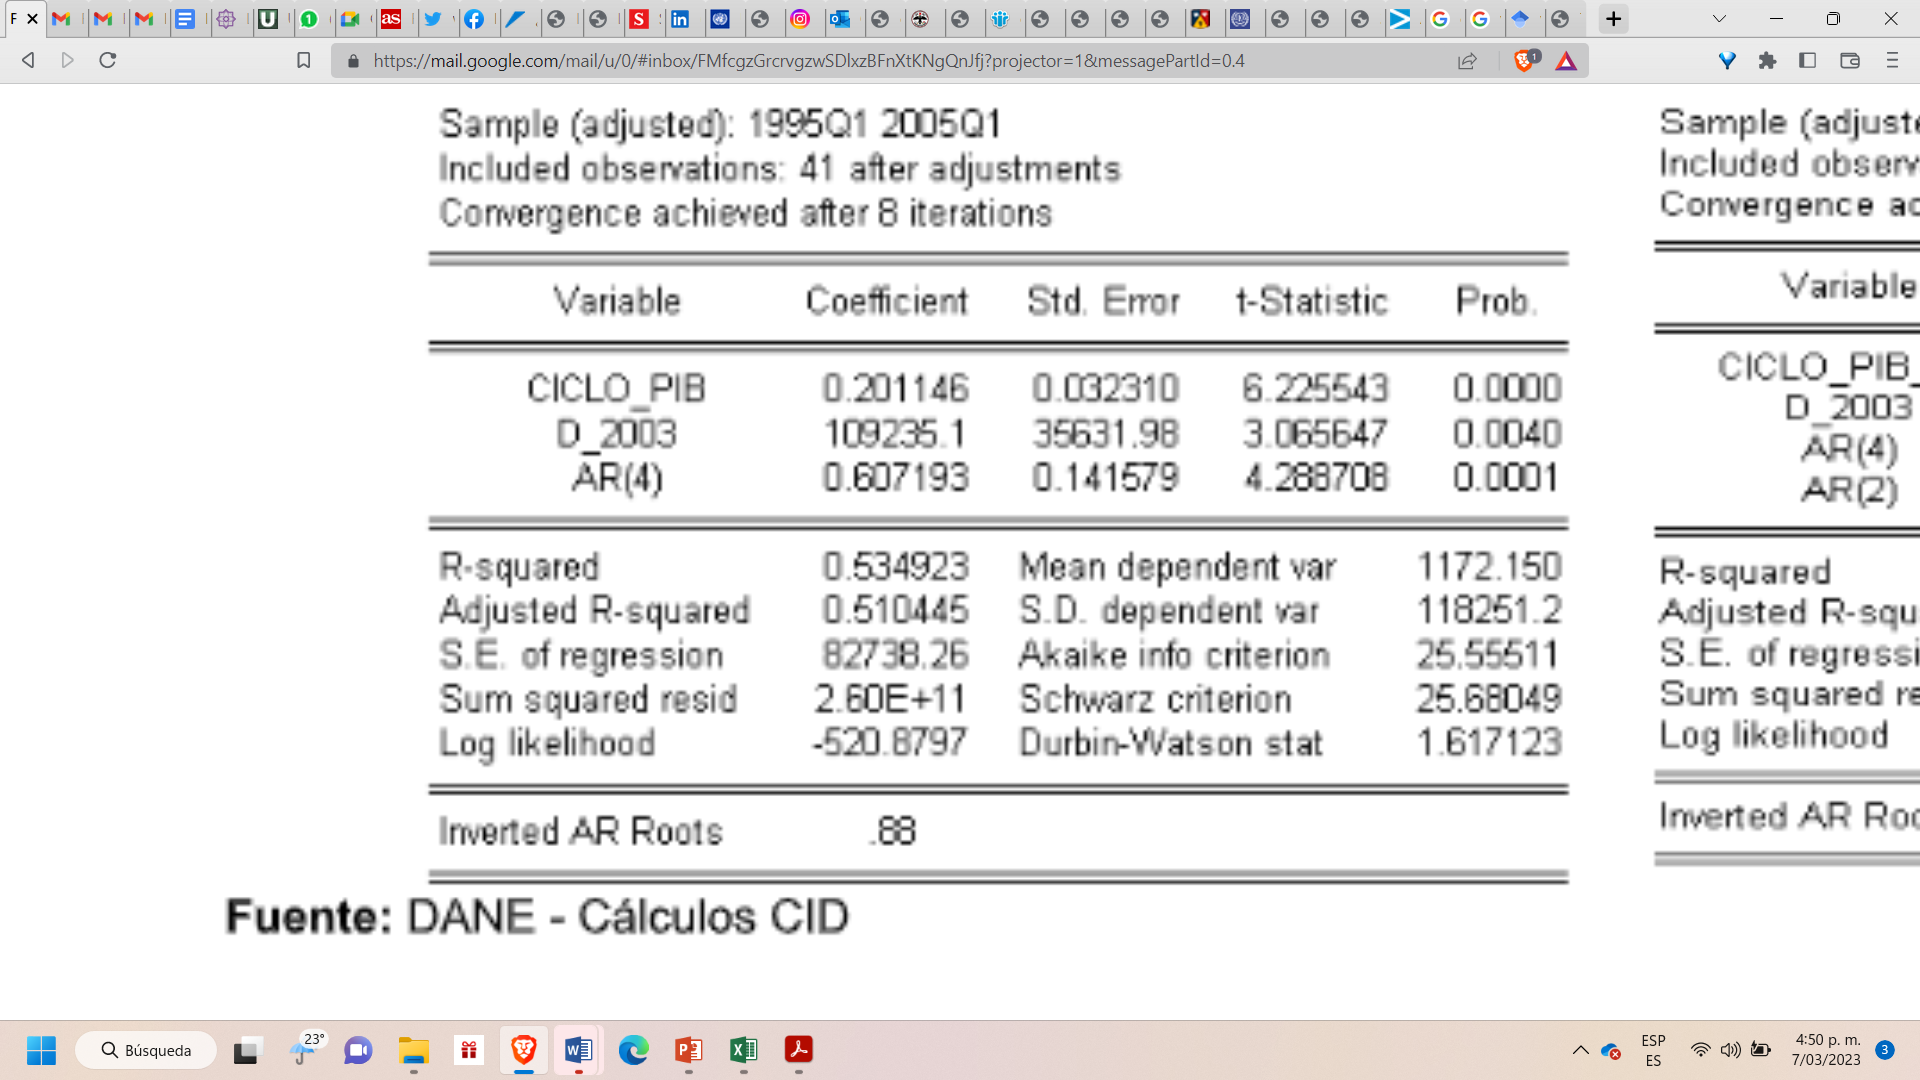 F
https://mail.google.com/mail/u/0/#inbox/FMfcgzGrcrvgzwSDlxzBFnXtKNgQnJfj?projector=1&messagePartId=0.4
Sample (adjusted): 1995Q1 2005Q1
Included observations: 41 after adjustments
Convergence achieved after 8 iterations
Variable Coefficient Std. Error t-Statistic Prob.
CICLO_PIB 0.201146 0.032310 6.225543 0.0000
D_2003 109235.1 35631.98 3.065647 0.0040
AR(4) 0.607193 0.141579 4.288708 0.0001
R-squared 0.534923 Mean dependent var 1172.150
Adjusted R-squared 0.510445 S.D. dependent var 118251.2
S.E. of regression 82738.26 Akaike info criterion 25.55511
Sum squared resid 2.60E+11 Schwarz criterion 25.68049
Log likelihood -520.8797 Durbin-Watson stat 1.617123
Inverted AR Roots .88
Sample (adjuste
Included observ
Convergence ac
Variable
CICLO_PIB_
D_2003
AR(4)
AR(2)
R-squared
Adjusted R-squ
S.E. of regressi
Sum squared re
Log likelihood
Inverted AR Roo
Fuente: DANE - Cálculos CID
23°
Búsqueda
ESP
ES
4:50 p. m.
7/03/2023
3